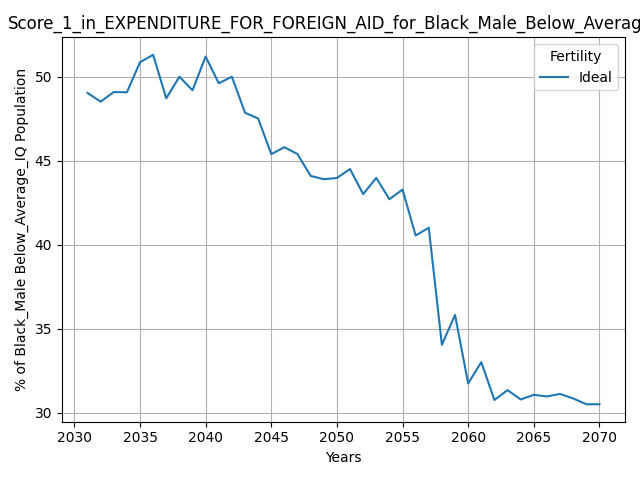 Score_1_in_EXPENDITURE_FOR_FOREIGN_AID_for_Black_Male_Below_Averag
Fertility
Ideal
% of Black_Male Below_Average_IQ Population
50
45
40
35
30
2030 2035 2040 2045 2050 2055 2060 2065 2070
Years